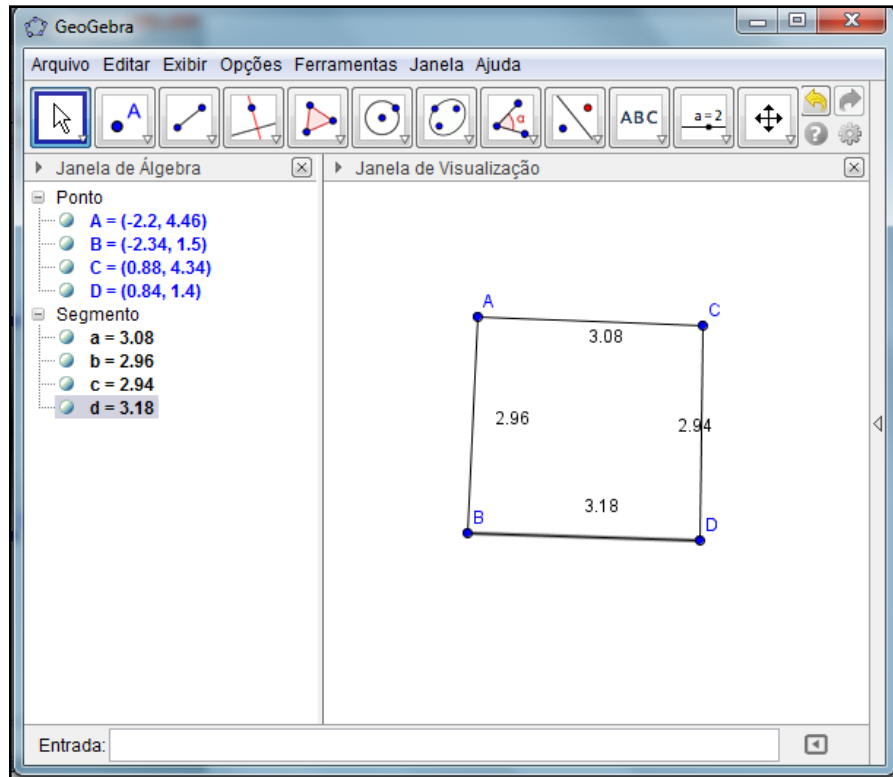 GeoGebra
Arquivo Editar Exibir Opções Ferramentas Janela Ajuda
A
α
ABC
a=2
Janela de Álgebra
Janela de Visualização
Ponto
A = (-2.2, 4.46)
B = (-2.34, 1.5)
C = (0.88, 4.34)
D = (0.84, 1.4)
Segmento
a = 3.08
b = 2.96
c = 2.94
d = 3.18
A
C
3.08
2.96
2.94
3.18
B
D
Entrada: